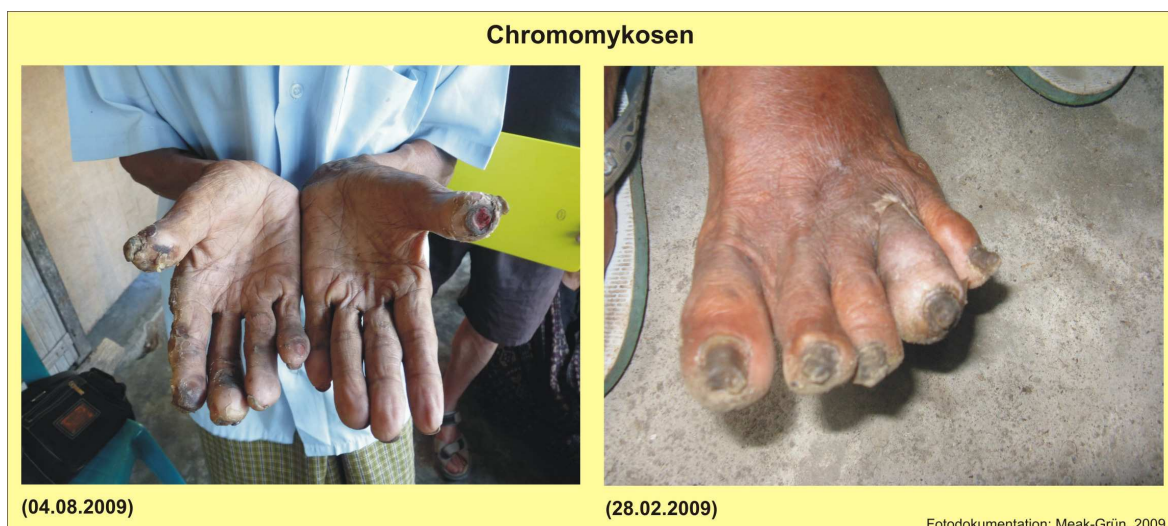 Chromomykosen
(04.08.2009)
(28.02.2009)
Fotodokumentation: Meak-Grün, 2009